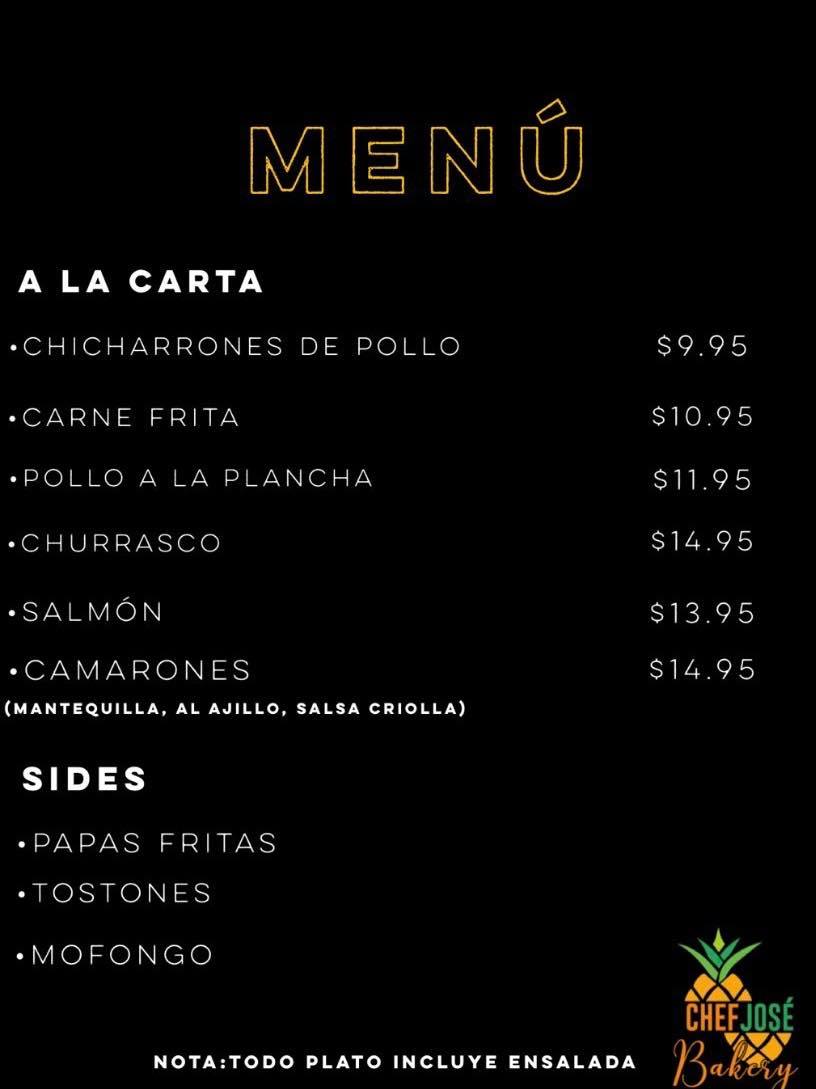 MENÚ
A LA CARTA
•CHICHARRONES DE POLLO $9.95
•CARNE FRITA $10.95
•POLLO A LA PLANCHA $11.95
•CHURRASCO $14.95
•SALMÓN $13.95
•CAMARONES $14.95
(MANTEQUILLA, AL AJILLO, SALSA CRIOLLA)
SIDES
•PAPAS FRITAS
•TOSTONES
•MOFONGO
CHEF JOSÉ
Bakery
NOTA:TODO PLATO INCLUYE ENSALADA